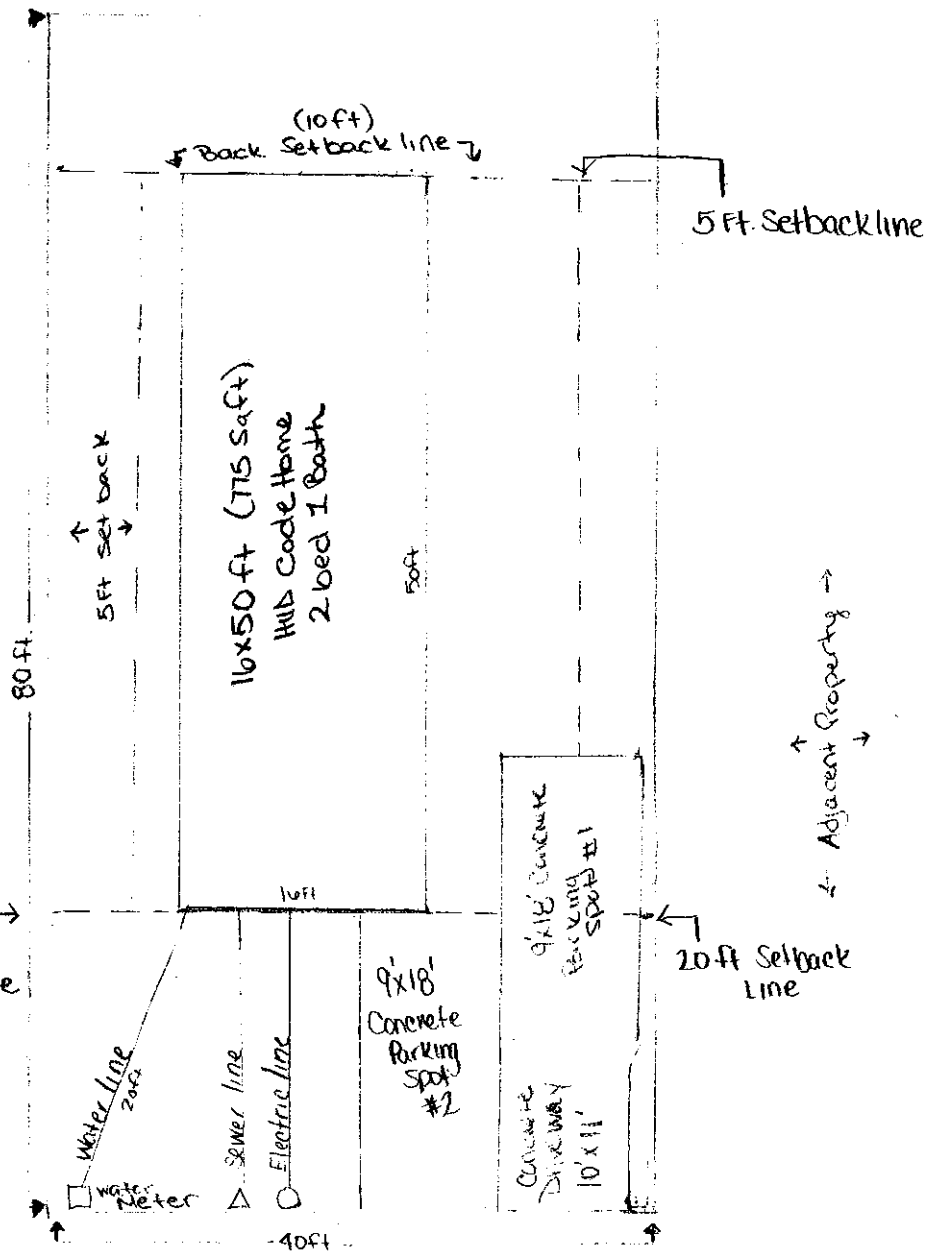 (10ft)
Back Setback line
5 Ft. Setback line
5 Ft Set back
16x50 ft (775 Sqft)
HUD Code Home
2 bed 1 Bath
50ft
80 ft.
← Adjacent Property →
16ft
9'x18' Concrete
Parking
Spot #1
20 ft Setback
Line
e
9'x18'
Concrete
Parking
Spot
#2
Water line
20ft
Sewer line
Electric line
Concrete
Driveway
10'x11'
water
Meter
40ft